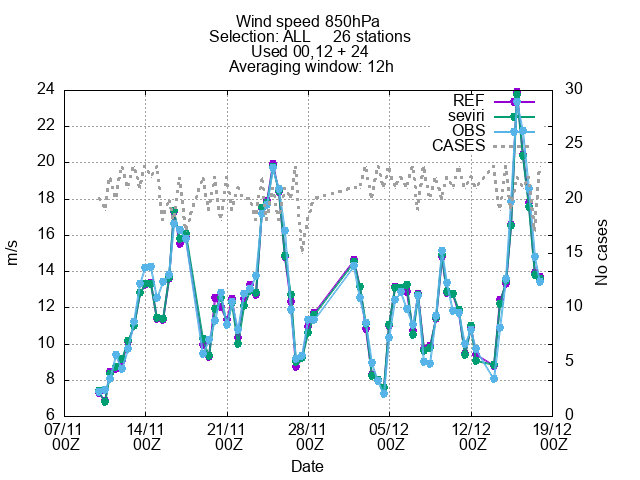 Wind speed 850hPa
Selection: ALL 26 stations
Used 00,12 + 24
Averaging window: 12h
24
22
20
18
16
14
12
10
8
6
m/s
30
25
20
15
10
5
0
No cases
REF
seviri
OBS
CASES
07/11 14/11 21/11 28/11 05/12 12/12 19/12
00Z 00Z 00Z 00Z 00Z 00Z 00Z
Date